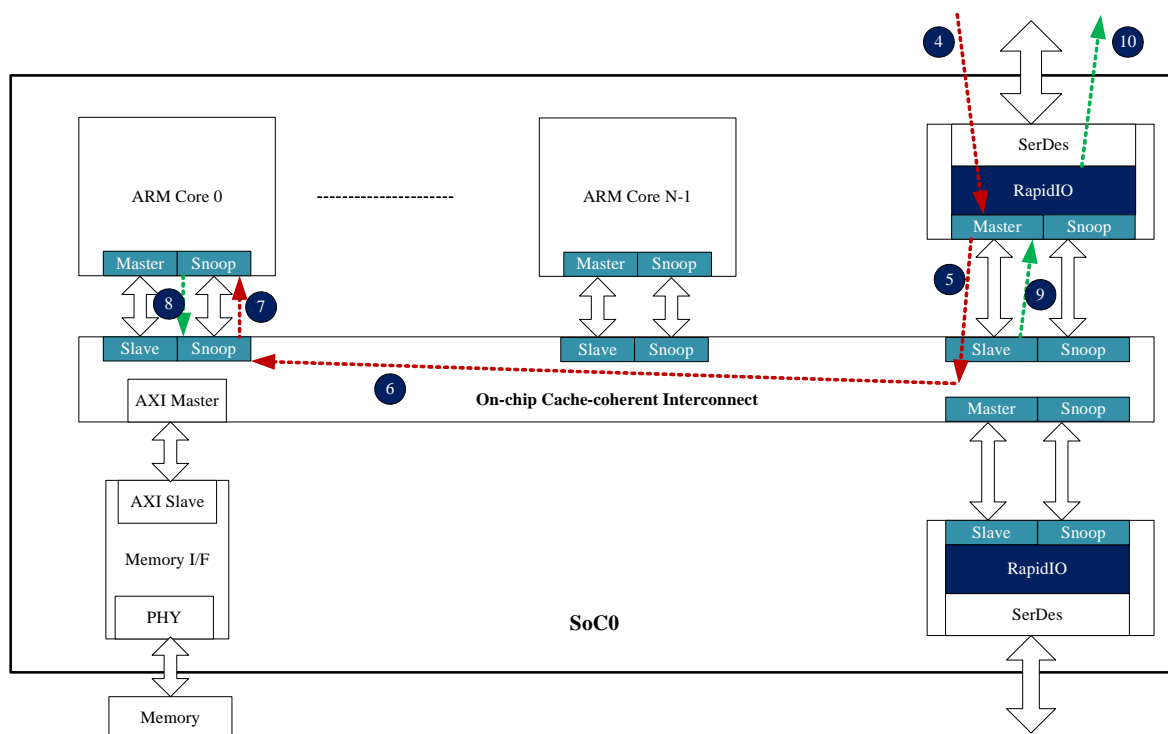 4
10
SerDes
RapidIO
Master Snoop
ARM Core 0
ARM Core N-1
Master Snoop
Master Snoop
5
9
8
7
Slave Snoop
Slave Snoop
Slave Snoop
6
AXI Master
On-chip Cache-coherent Interconnect
Master Snoop
AXI Slave
Memory I/F
PHY
Slave Snoop
RapidIO
SerDes
SoC0
Memory